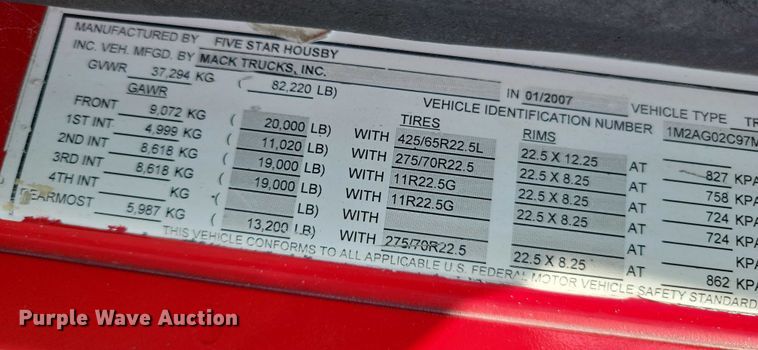 MANUFACTURED BY FIVE STAR HOUSBY
INC. VEH. MFGD. BY MACK TRUCKS, INC. IN 01/2007 VEHICLE TYPE
GVWR 37,294 KG ( 82,220 LB) VEHICLE IDENTIFICATION NUMBER 1M2AG02C97M
GAWR TIRES RIMS
FRONT 9,072 KG ( 20,000 LB) WITH 425/65R22.5L 22.5 X 12.25 AT 827 KPA
1ST INT 4,999 KG ( 11,020 LB) WITH 275/70R22.5 22.5 X 8.25 AT 758 KPA
2ND INT 8,618 KG ( 19,000 LB) WITH 11R22.5G 22.5 X 8.25 AT 724 KPA
3RD INT 8,618 KG ( 19,000 LB) WITH 11R22.5G 22.5 X 8.25 AT 724 KPA
4TH INT KG ( LB) WITH AT KPA
5,987 KG ( 13,200 LB) WITH 275/70R22.5 22.5 X 8.25 AT 862 KPA
THIS VEHICLE CONFORMS TO ALL APPLICABLE U.S. FEDERAL MOTOR VEHICLE SAFETY STANDARD
Purple Wave Auction